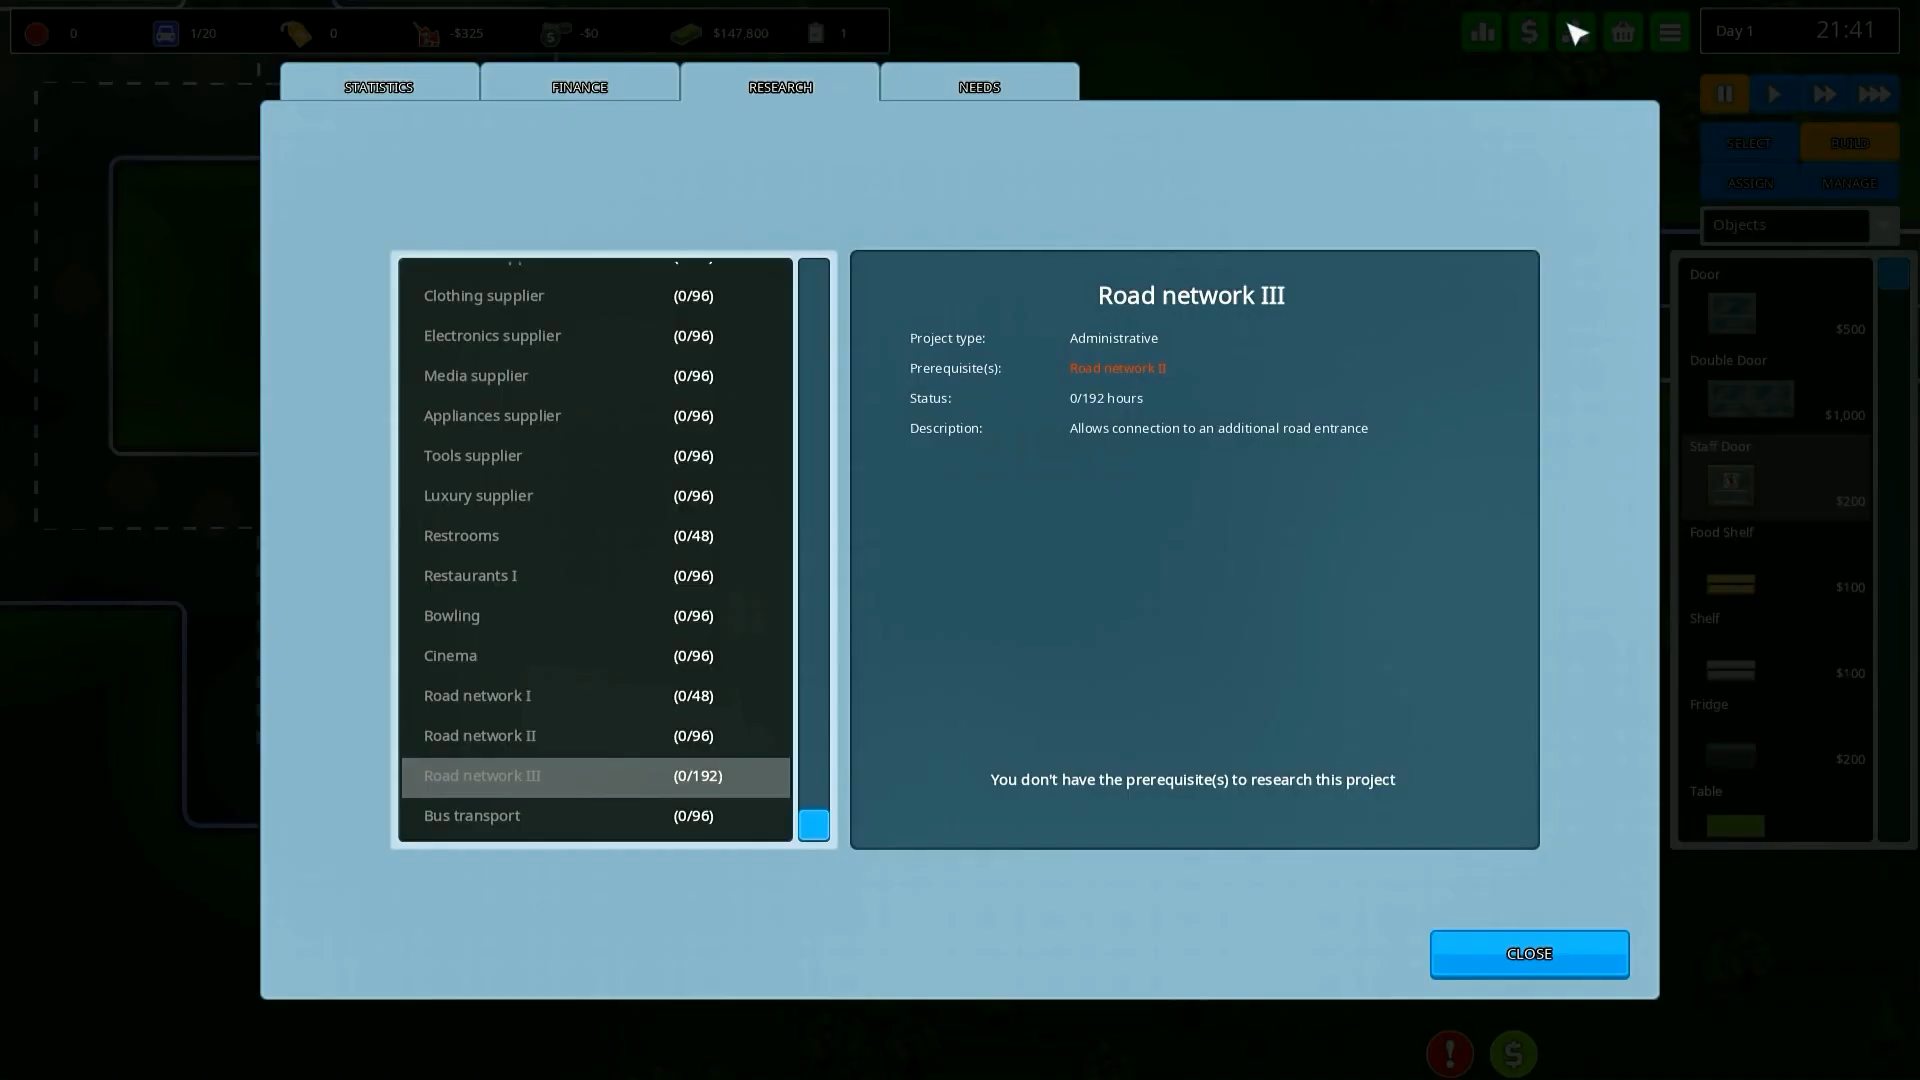 0
1/20
0
-$325
-$0
$147,800
1
Day 1
21:41
STATISTICS
FINANCE
RESEARCH
NEEDS
SELECT
BUILD
ASSIGN
MANAGE
Objects
Clothing supplier (0/96)
Electronics supplier (0/96)
Media supplier (0/96)
Appliances supplier (0/96)
Tools supplier (0/96)
Luxury supplier (0/96)
Restrooms (0/48)
Restaurants I (0/96)
Bowling (0/96)
Cinema (0/96)
Road network I (0/48)
Road network II (0/96)
Road network III (0/192)
Bus transport (0/96)
Road network III
Project type: Administrative
Prerequisite(s): Road network II
Status: 0/192 hours
Description: Allows connection to an additional road entrance
You don't have the prerequisite(s) to research this project
Door
$500
Double Door
$1,000
Staff Door
$200
Food Shelf
$100
Shelf
$100
Fridge
$200
Table
CLOSE